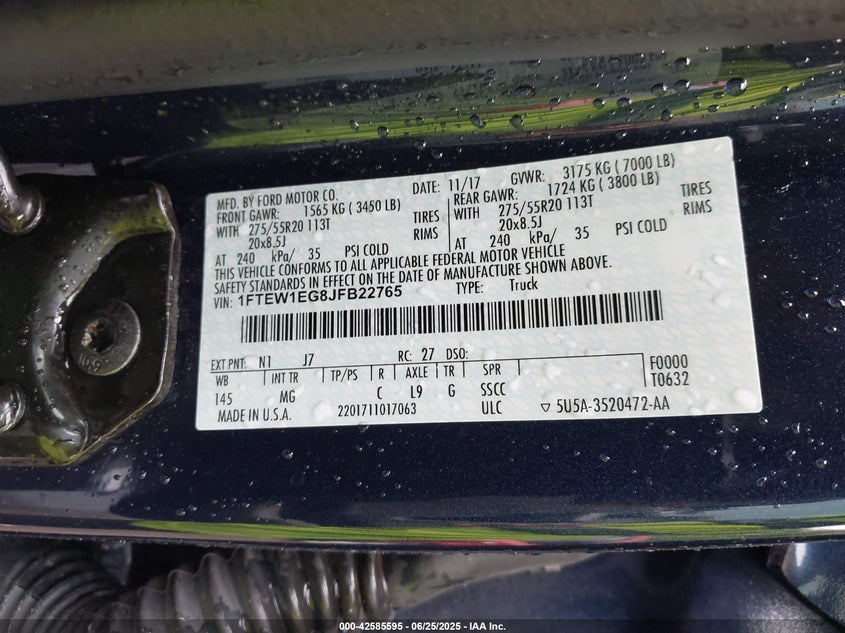 MFD. BY FORD MOTOR CO. DATE: 11/17 GVWR: 3175 KG ( 7000 LB)
FRONT GAWR: 1565 KG ( 3450 LB) REAR GAWR: 1724 KG ( 3800 LB)
WITH 275/55R20 113T TIRES WITH 275/55R20 113T TIRES
20x8.5J RIMS 20x8.5J RIMS
AT 240 kPa/ 35 PSI COLD AT 240 kPa/ 35 PSI COLD
THIS VEHICLE CONFORMS TO ALL APPLICABLE FEDERAL MOTOR VEHICLE
SAFETY STANDARDS IN EFFECT ON THE DATE OF MANUFACTURE SHOWN ABOVE.
VIN: 1FTEW1EG8JFB22765 TYPE: Truck
EXT PNT: N1 J7 RC: 27 DSO:
WB INT TR TP/PS R AXLE TR SPR F0000
145 MG C L9 G SSCC T0632
MADE IN U.S.A. 2201711017063 ULC ▽ 5U5A-3520472-AA
000-42585595 - 06/25/2025 - IAA Inc.